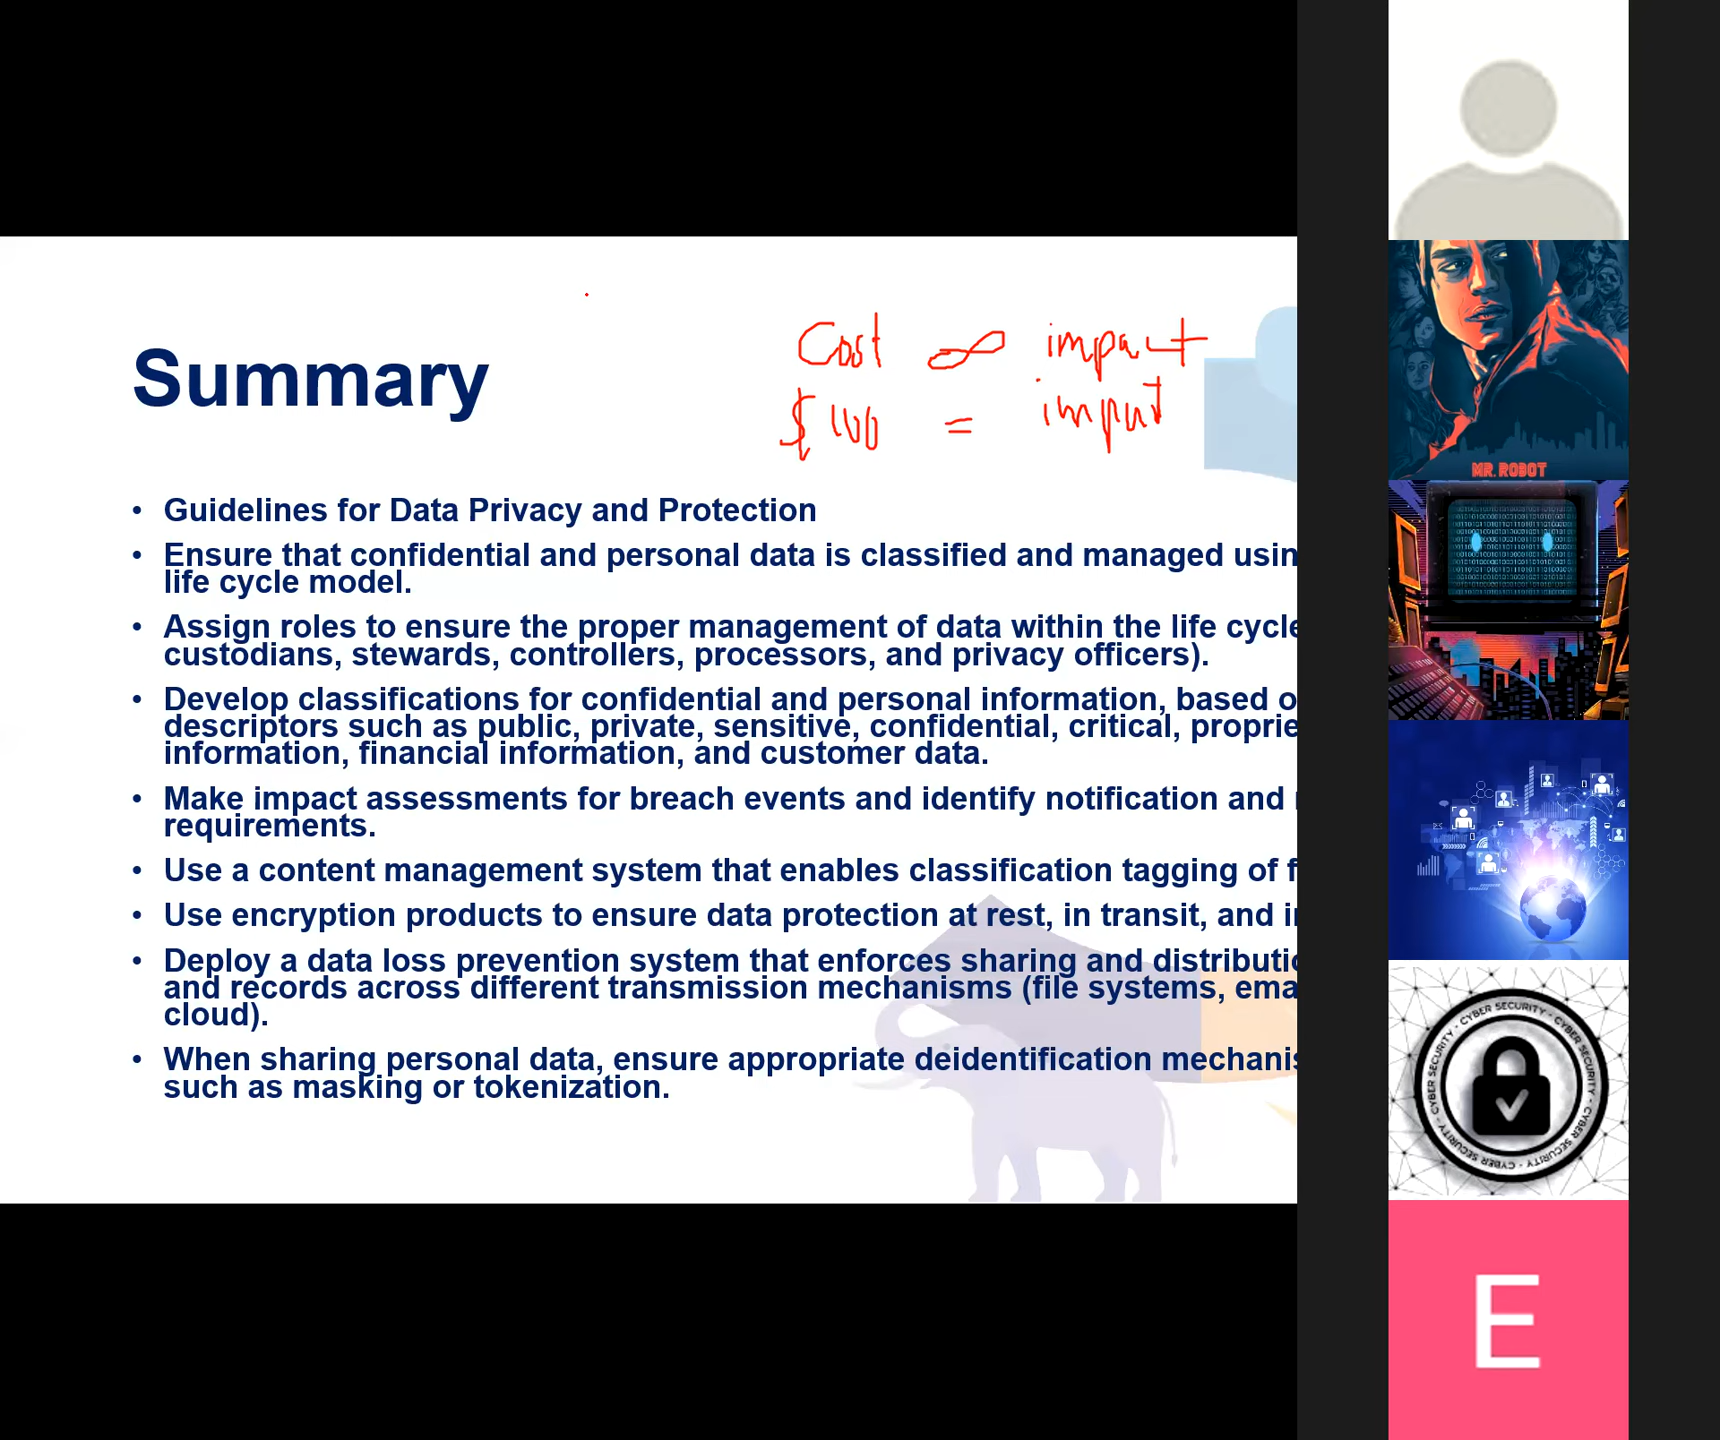 Summary
Cost ∝ impact
$100 = impact
• Guidelines for Data Privacy and Protection
• Ensure that confidential and personal data is classified and managed usin
life cycle model.
• Assign roles to ensure the proper management of data within the life cycle
custodians, stewards, controllers, processors, and privacy officers).
• Develop classifications for confidential and personal information, based o
descriptors such as public, private, sensitive, confidential, critical, proprie
information, financial information, and customer data.
• Make impact assessments for breach events and identify notification and
requirements.
• Use a content management system that enables classification tagging of f
• Use encryption products to ensure data protection at rest, in transit, and i
• Deploy a data loss prevention system that enforces sharing and distributi
and records across different transmission mechanisms (file systems, ema
cloud).
• When sharing personal data, ensure appropriate deidentification mechanis
such as masking or tokenization.
MR. ROBOT
CYBER SECURITY - CYBER SECURITY - CYBER SECURITY - CYBER SECURITY -
E